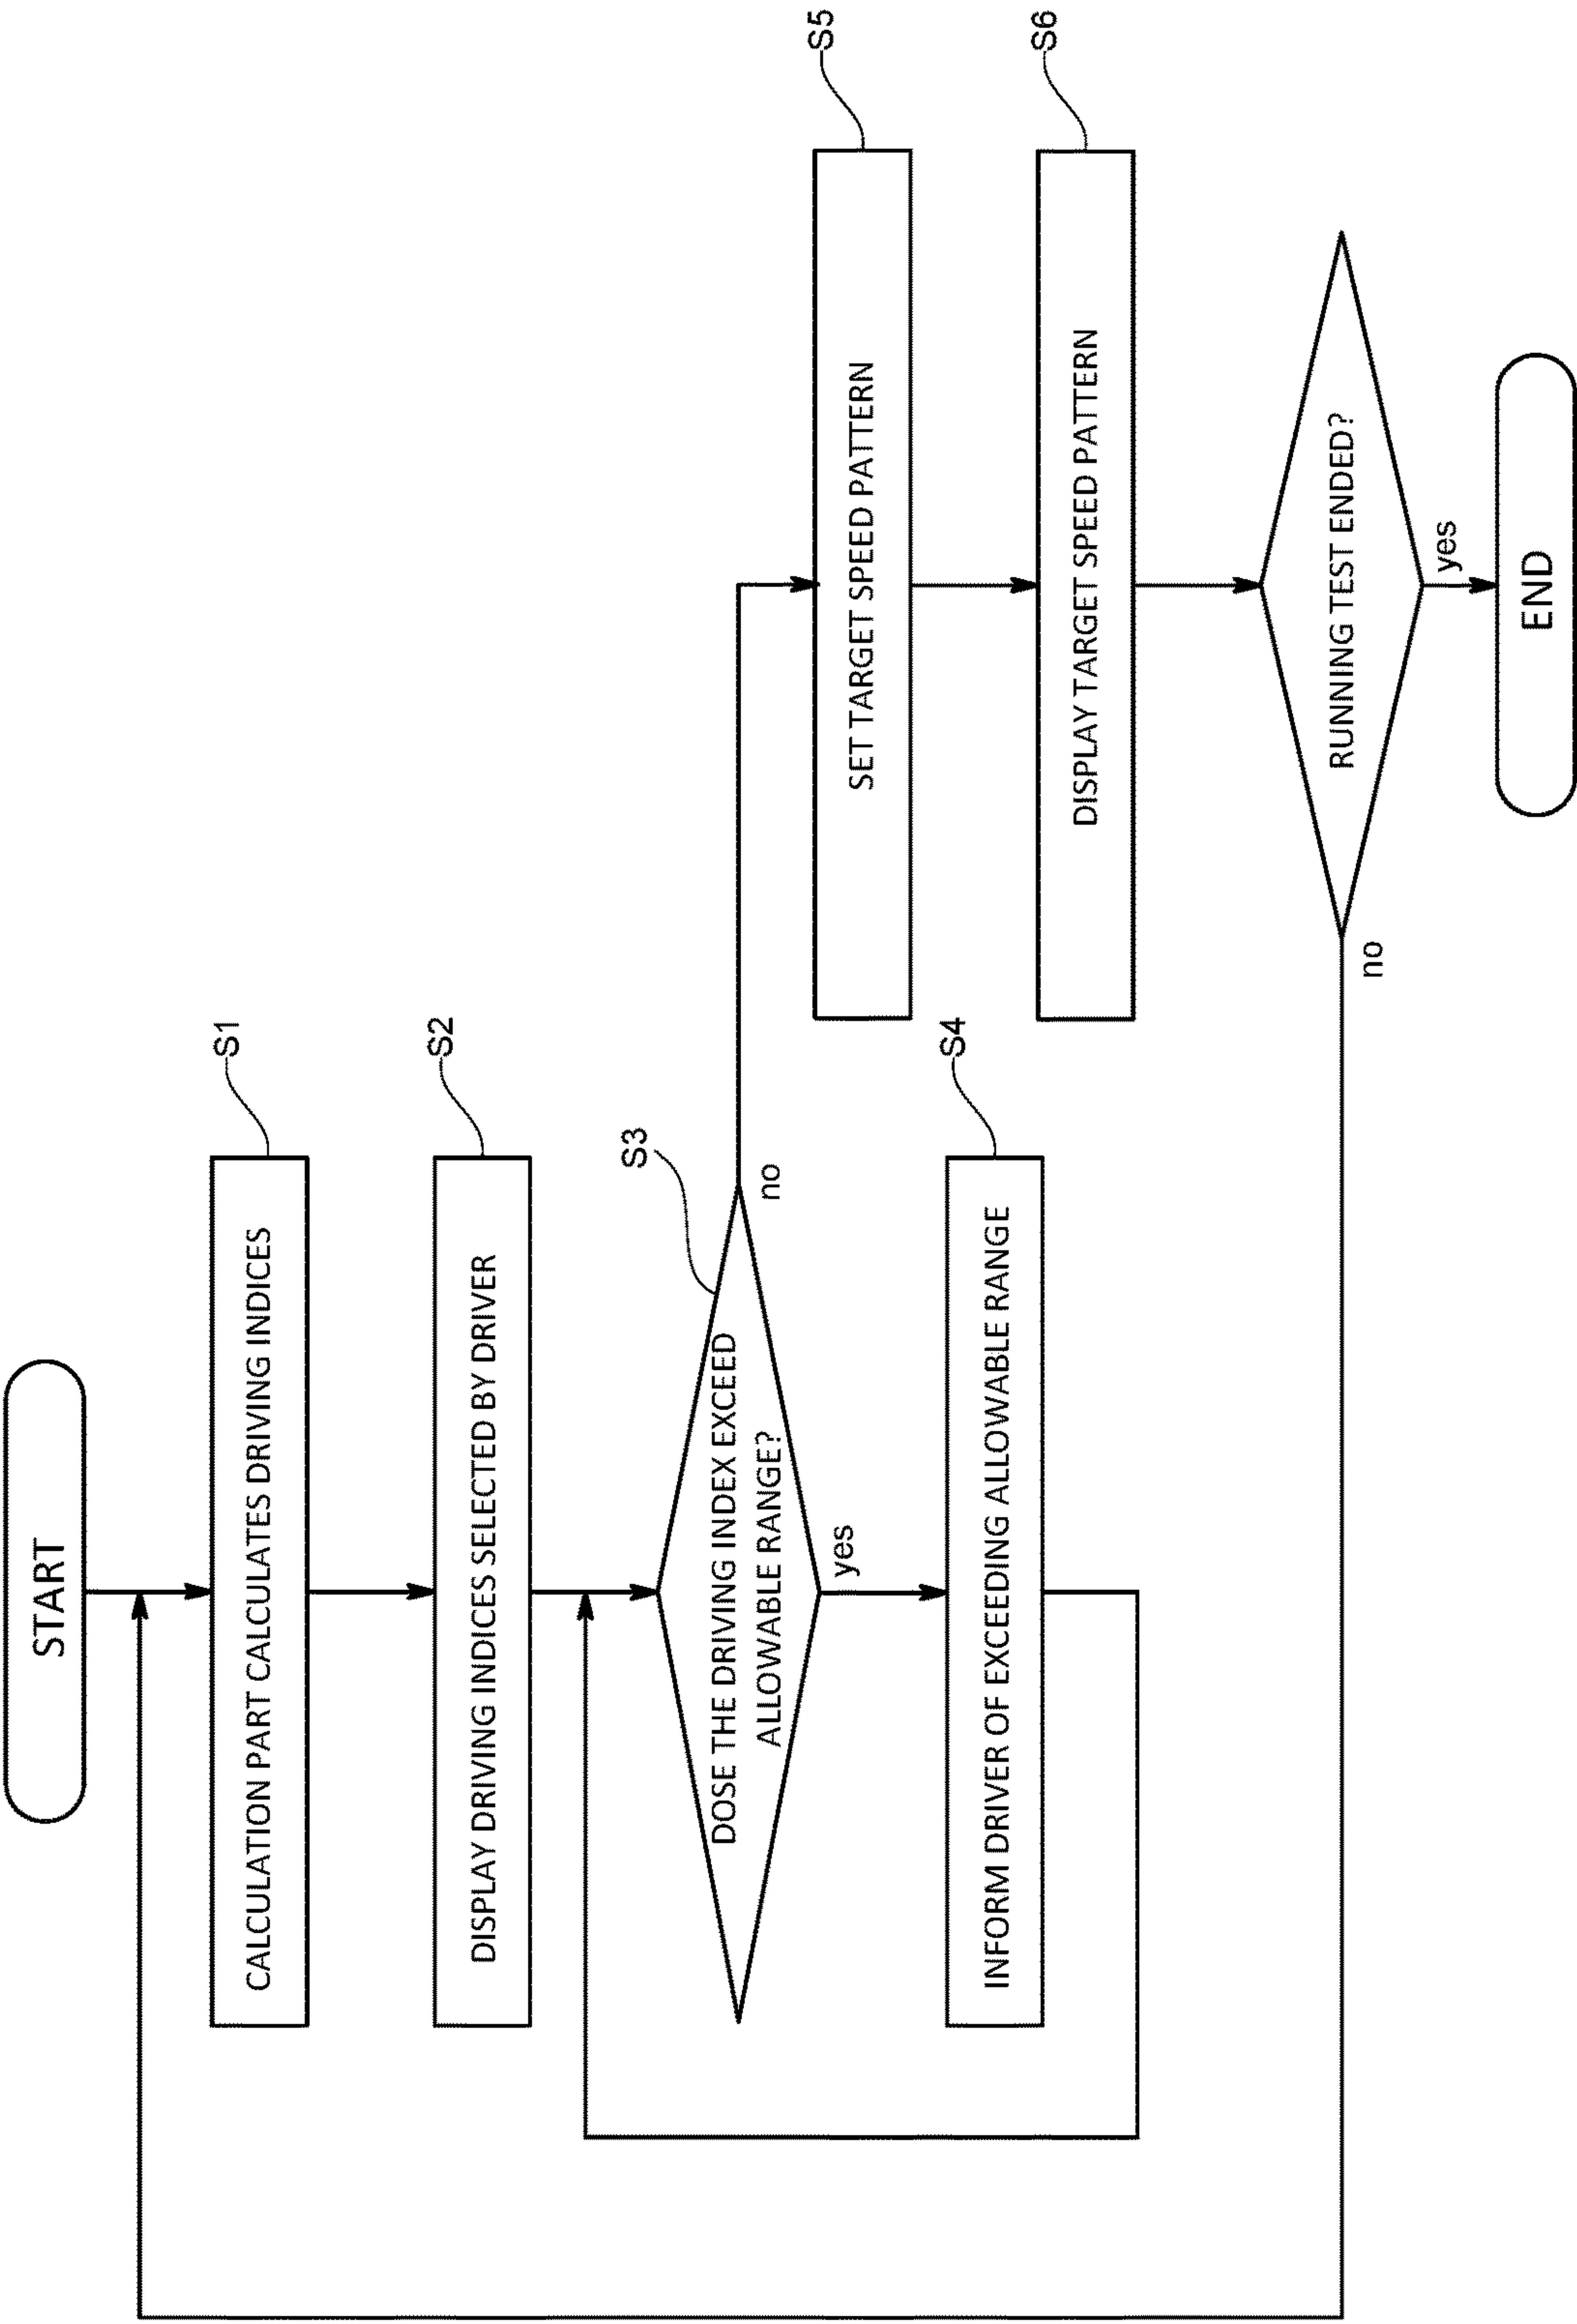 START
CALCULATION PART CALCULATES DRIVING INDICES
S1
DISPLAY DRIVING INDICES SELECTED BY DRIVER
S2
DOSE THE DRIVING INDEX EXCEED
ALLOWABLE RANGE?
S3
no
yes
INFORM DRIVER OF EXCEEDING ALLOWABLE RANGE
S4
SET TARGET SPEED PATTERN
S5
DISPLAY TARGET SPEED PATTERN
S6
RUNNING TEST ENDED?
no
yes
END